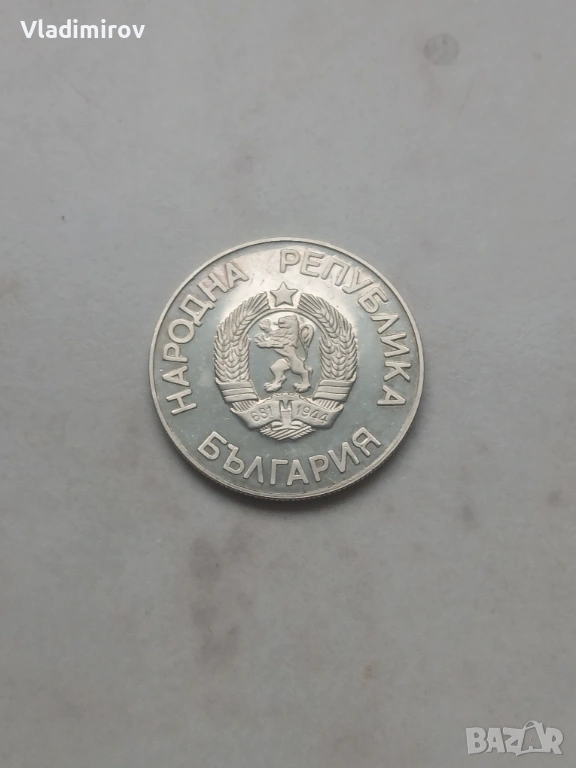 Vladimirov
НАРОДНА РЕПУБЛИКА
681 1944
БЪЛГАРИЯ
BAZAR